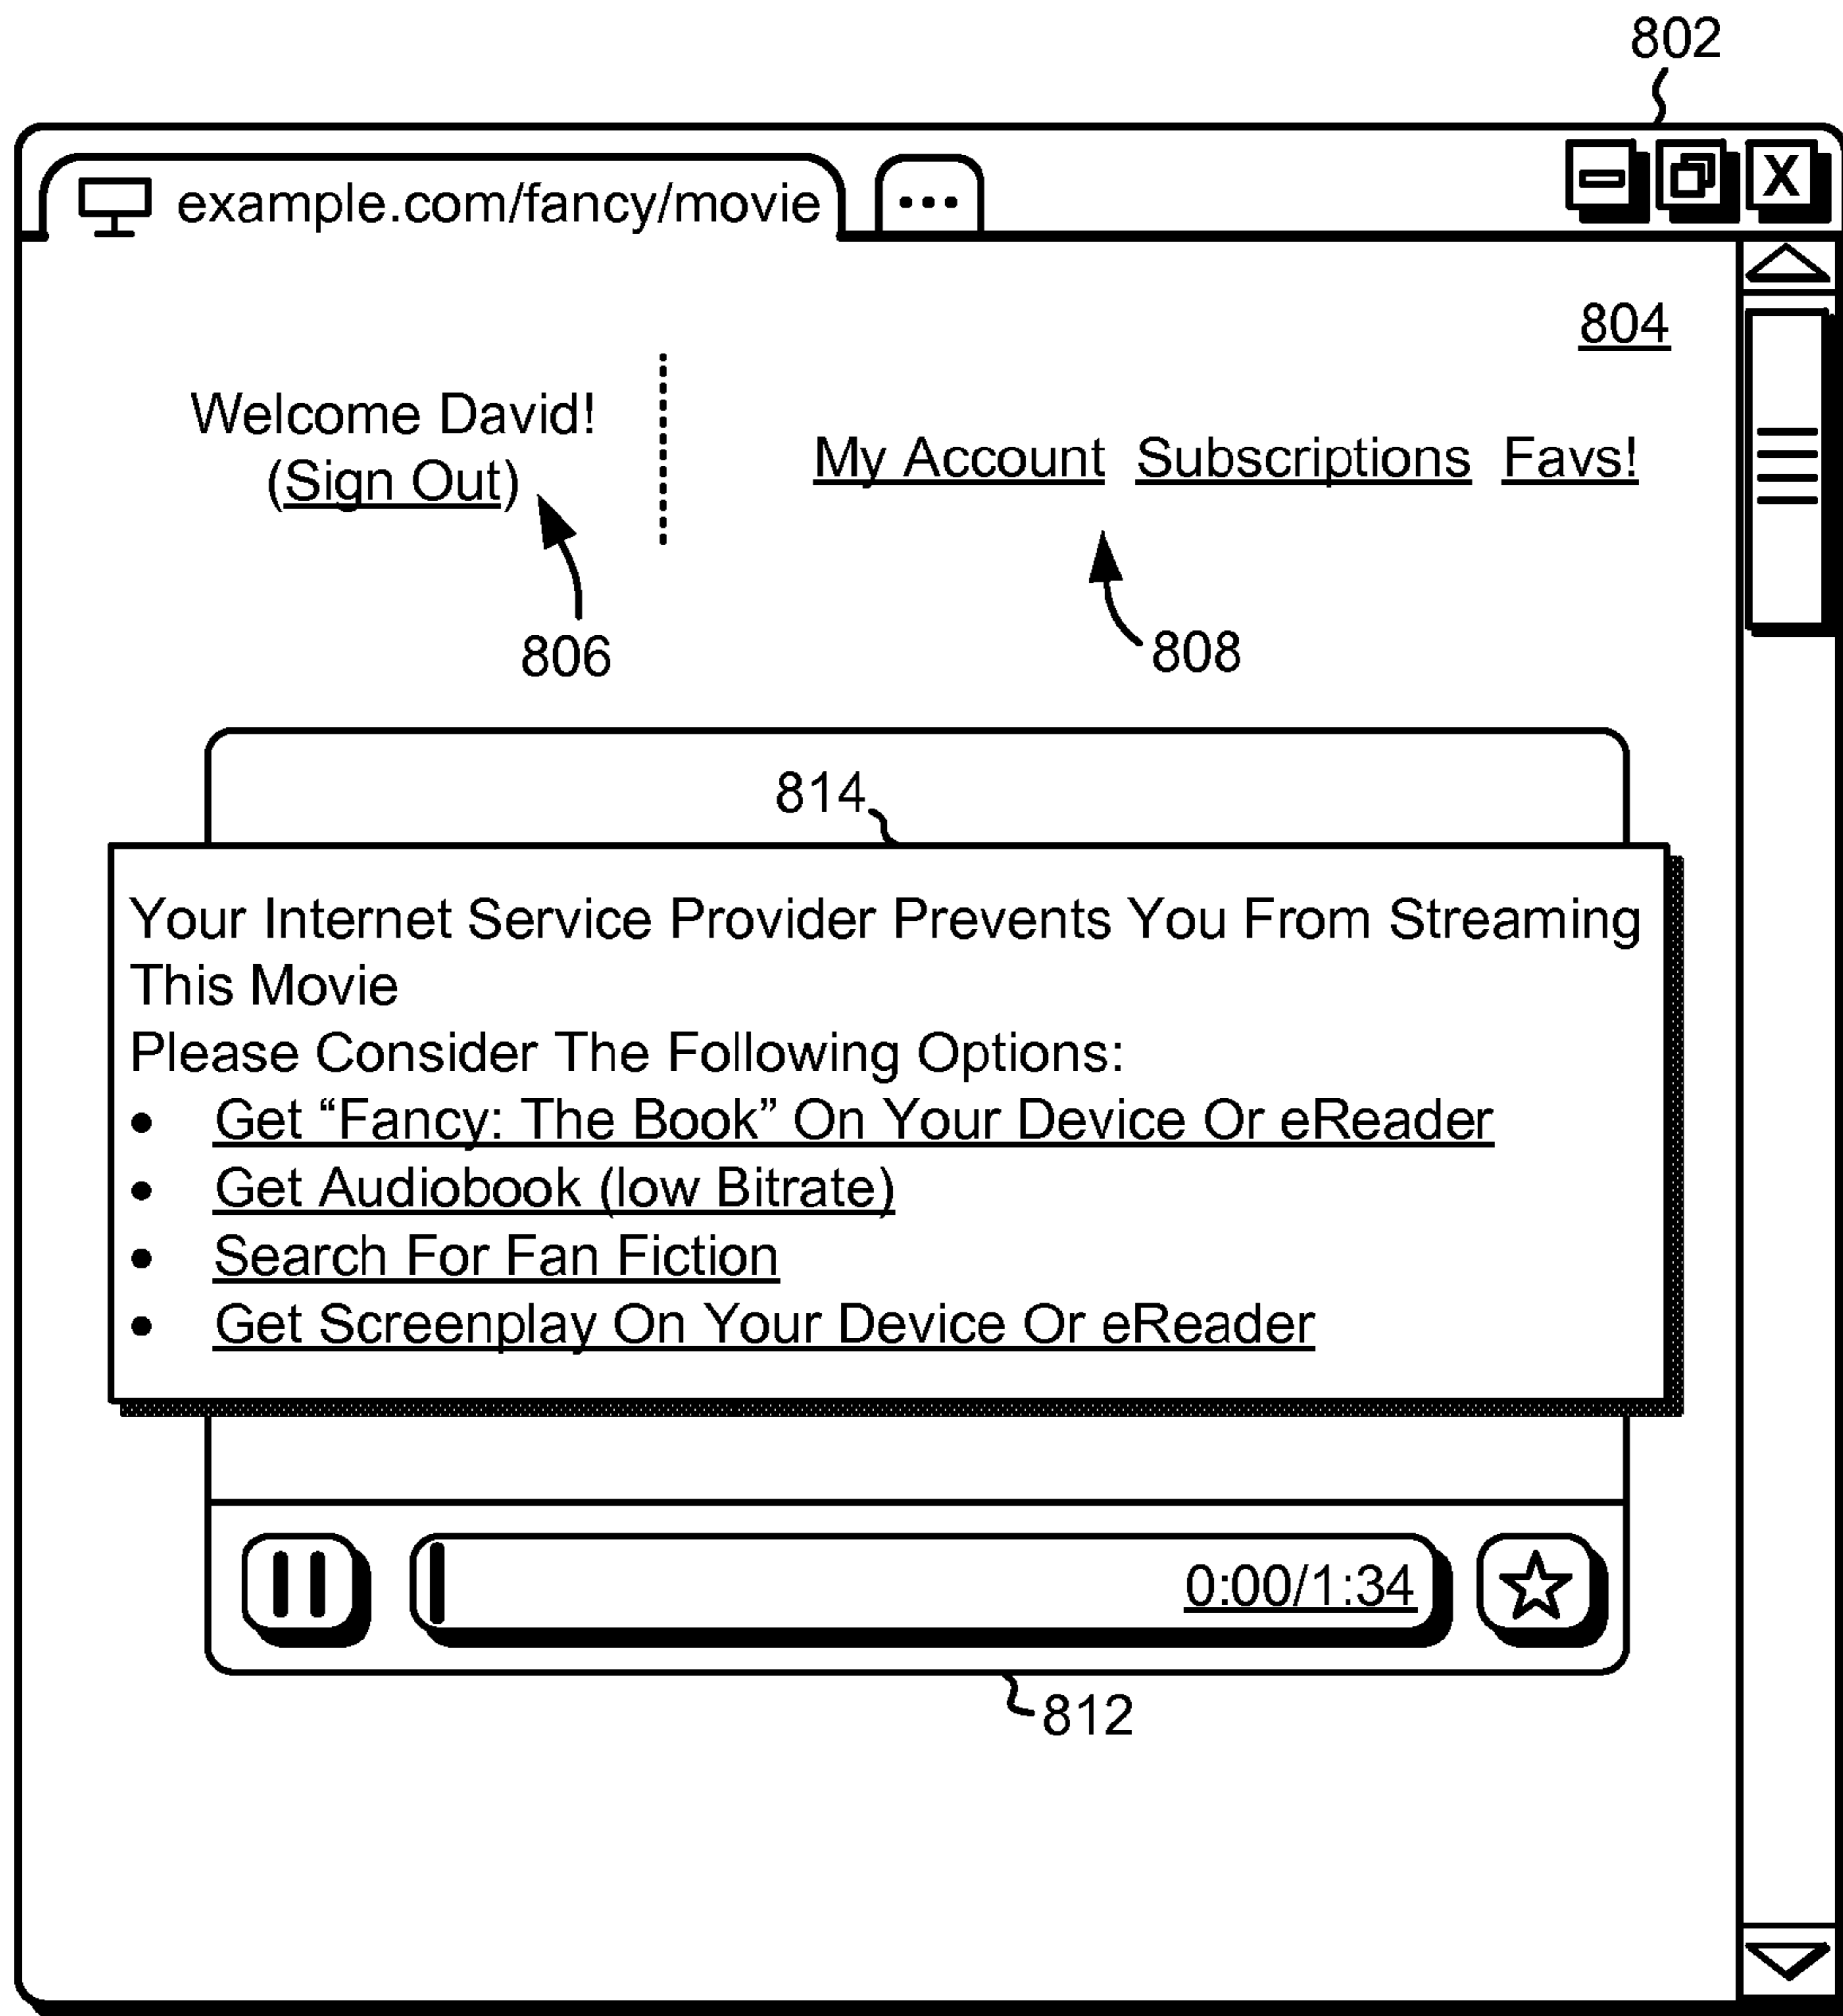 802
example.com/fancy/movie
...
X
804
Welcome David!
(Sign Out)
My Account Subscriptions Favs!
806
808
814
Your Internet Service Provider Prevents You From Streaming
This Movie
Please Consider The Following Options:
• Get “Fancy: The Book” On Your Device Or eReader
• Get Audiobook (low Bitrate)
• Search For Fan Fiction
• Get Screenplay On Your Device Or eReader
0:00/1:34
812